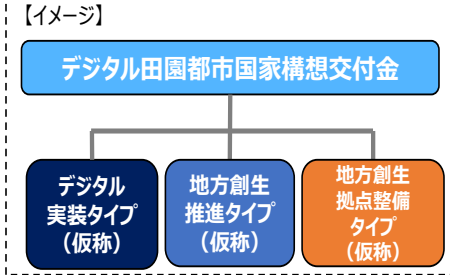 【イメージ】
デジタル田園都市国家構想交付金
デジタル
実装タイプ
（仮称）
地方創生
推進タイプ
（仮称）
地方創生
拠点整備
タイプ
（仮称）